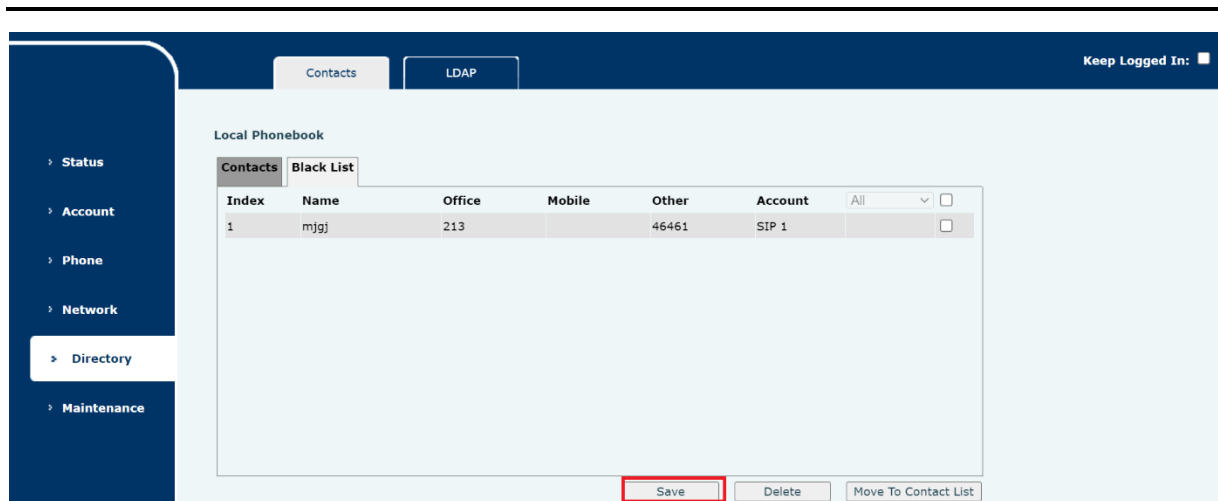 Contacts LDAP Keep Logged In:
Local Phonebook
Status
Account
Phone
Network
Directory
Maintenance
Contacts Black List
Index Name Office Mobile Other Account All
1 mjgj 213 46461 SIP 1
Save Delete Move To Contact List